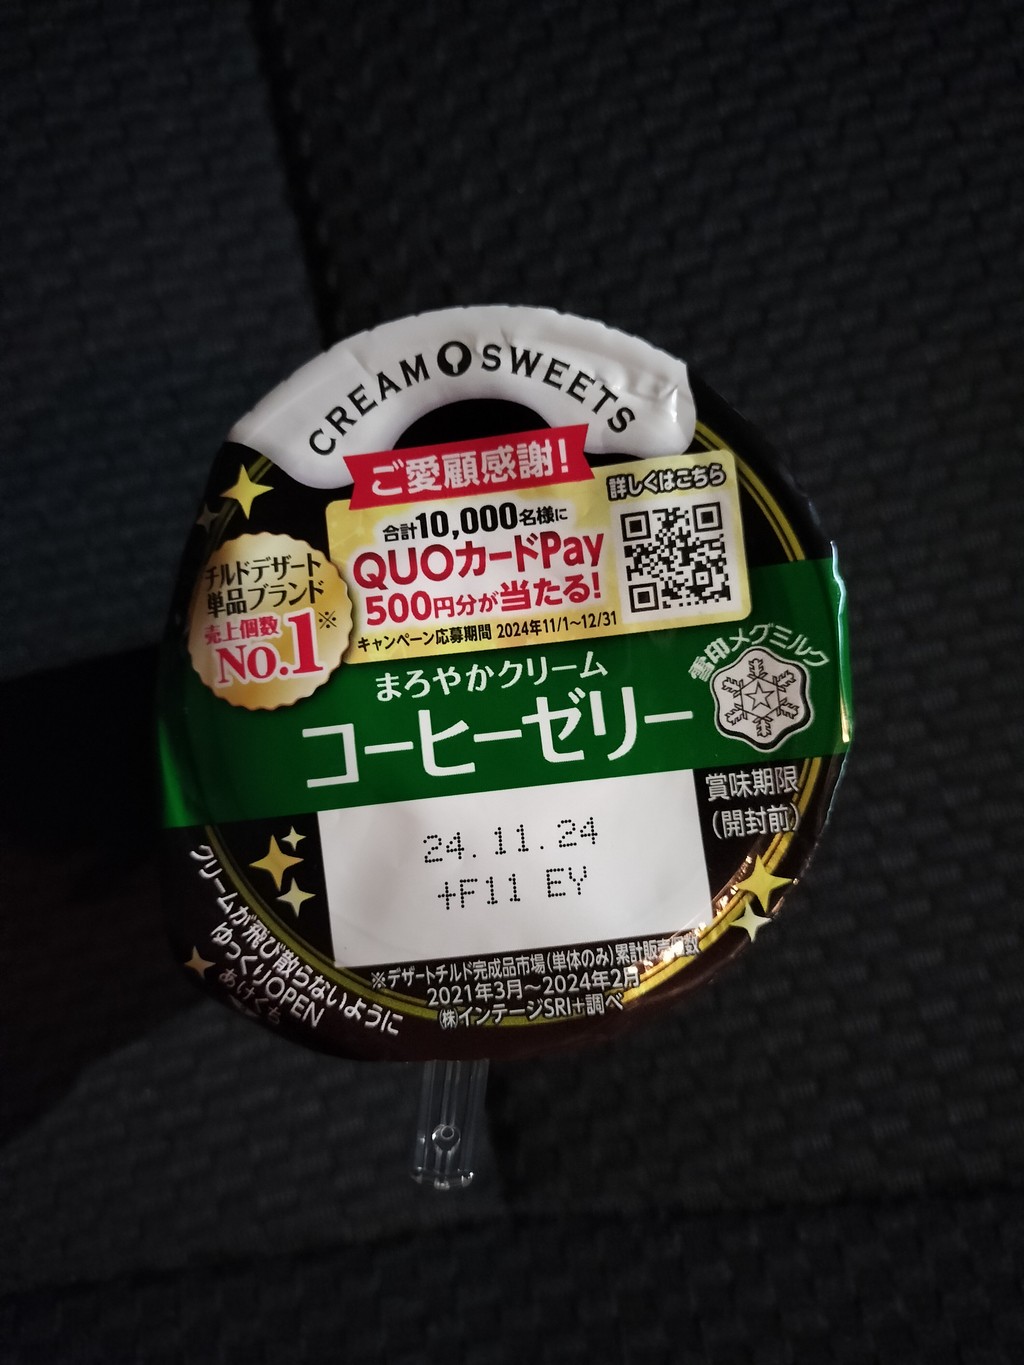 CREAM SWEETS
ご愛顧感謝!
詳しくはこちら
合計10,000名様に
QUOカードPay
500円分が当たる!
キャンペーン応募期間 2024年11/1～12/31
チルドデザート
単品ブランド
売上個数
No.1※
雪印メグミルク
まろやかクリーム
コーヒーゼリー
賞味期限
(開封前)
24.11.24
+F11 EY
クリームが飛び散らないように
ゆっくりOPEN
あけくち
※デザートチルド完成品市場(単体のみ)累計販売個数
2021年3月～2024年2月
㈱インテージSRI+調べ